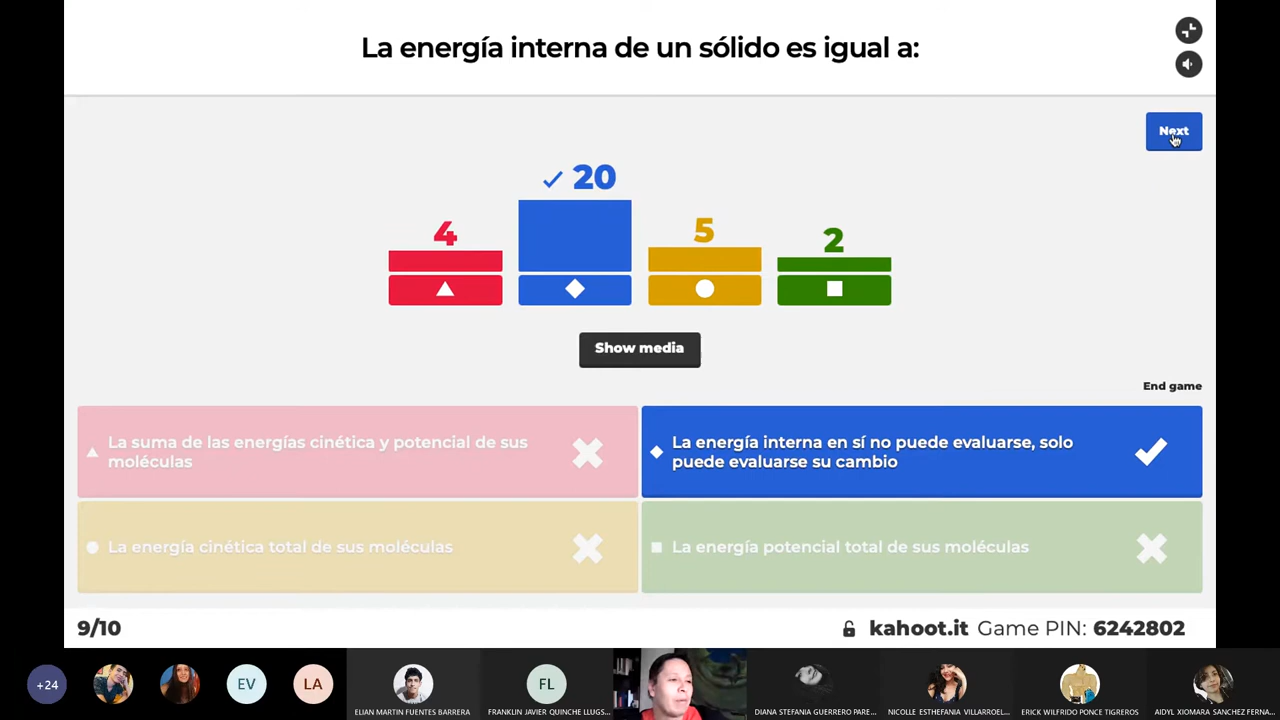 La energía interna de un sólido es igual a:
Next
4
20
5
2
Show media
End game
La suma de las energías cinética y potencial de sus
moléculas
La energía interna en sí no puede evaluarse, solo
puede evaluarse su cambio
La energía cinética total de sus moléculas
La energía potencial total de sus moléculas
9/10
kahoot.it Game PIN: 6242802
+24
EV
LA
FL
ELIAN MARTIN FUENTES BARRERA
FRANKLIN JAVIER QUINCHE LLUGS...
DIANA STEFANIA GUERRERO PARE...
NICOLLE ESTHEFANIA VILLARROEL...
ERICK WILFRIDO PONCE TIGREROS
AIDYL XIOMARA SANCHEZ FERNA...